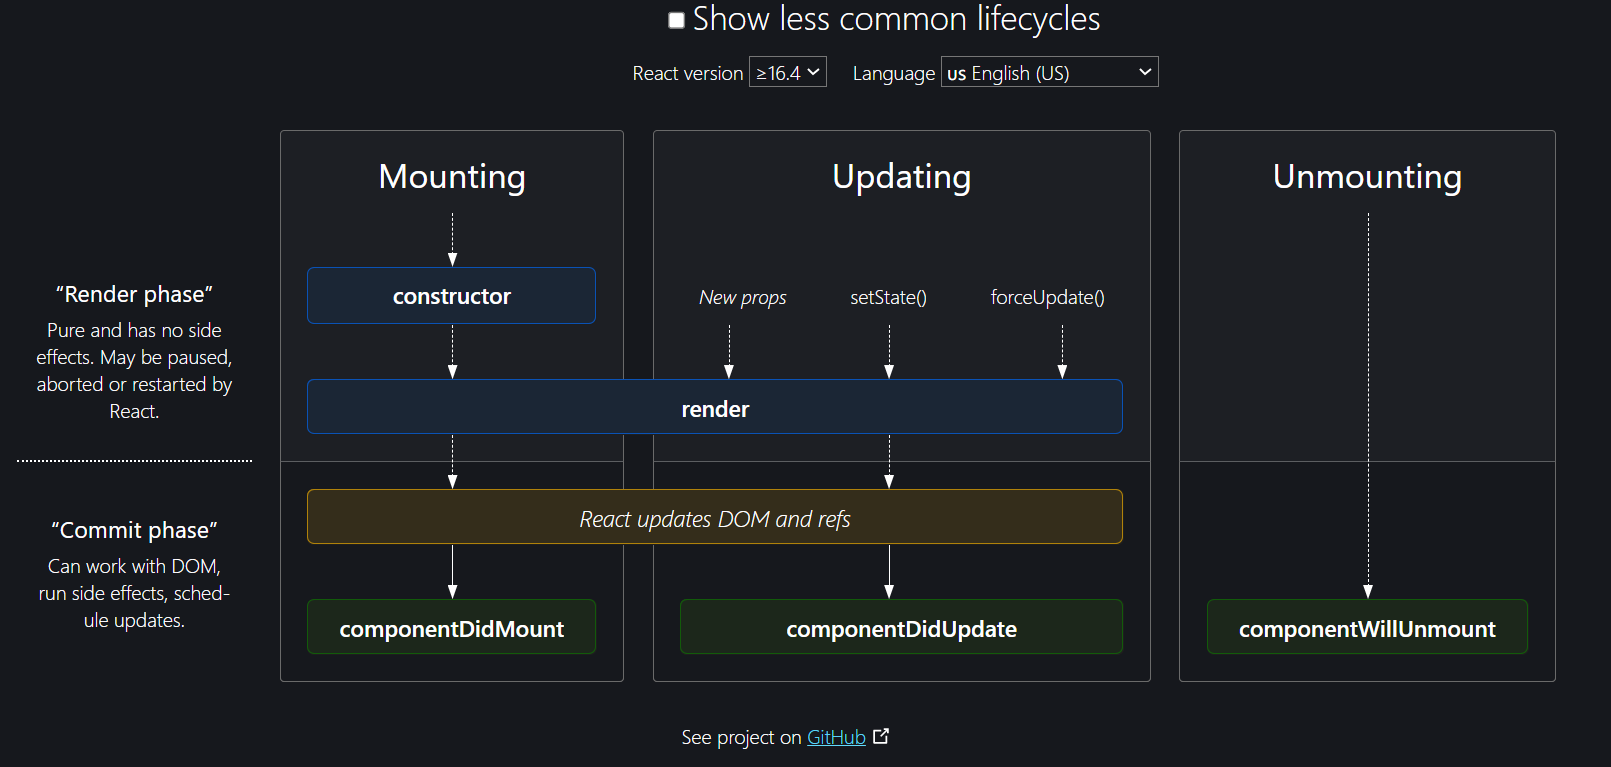 Show less common lifecycles
React version ≥16.4 Language US English (US)
Mounting
Updating
Unmounting
“Render phase”
Pure and has no side
effects. May be paused,
aborted or restarted by
React.
constructor
New props
setState()
forceUpdate()
render
“Commit phase”
Can work with DOM,
run side effects, sched-
ule updates.
React updates DOM and refs
componentDidMount
componentDidUpdate
componentWillUnmount
See project on GitHub